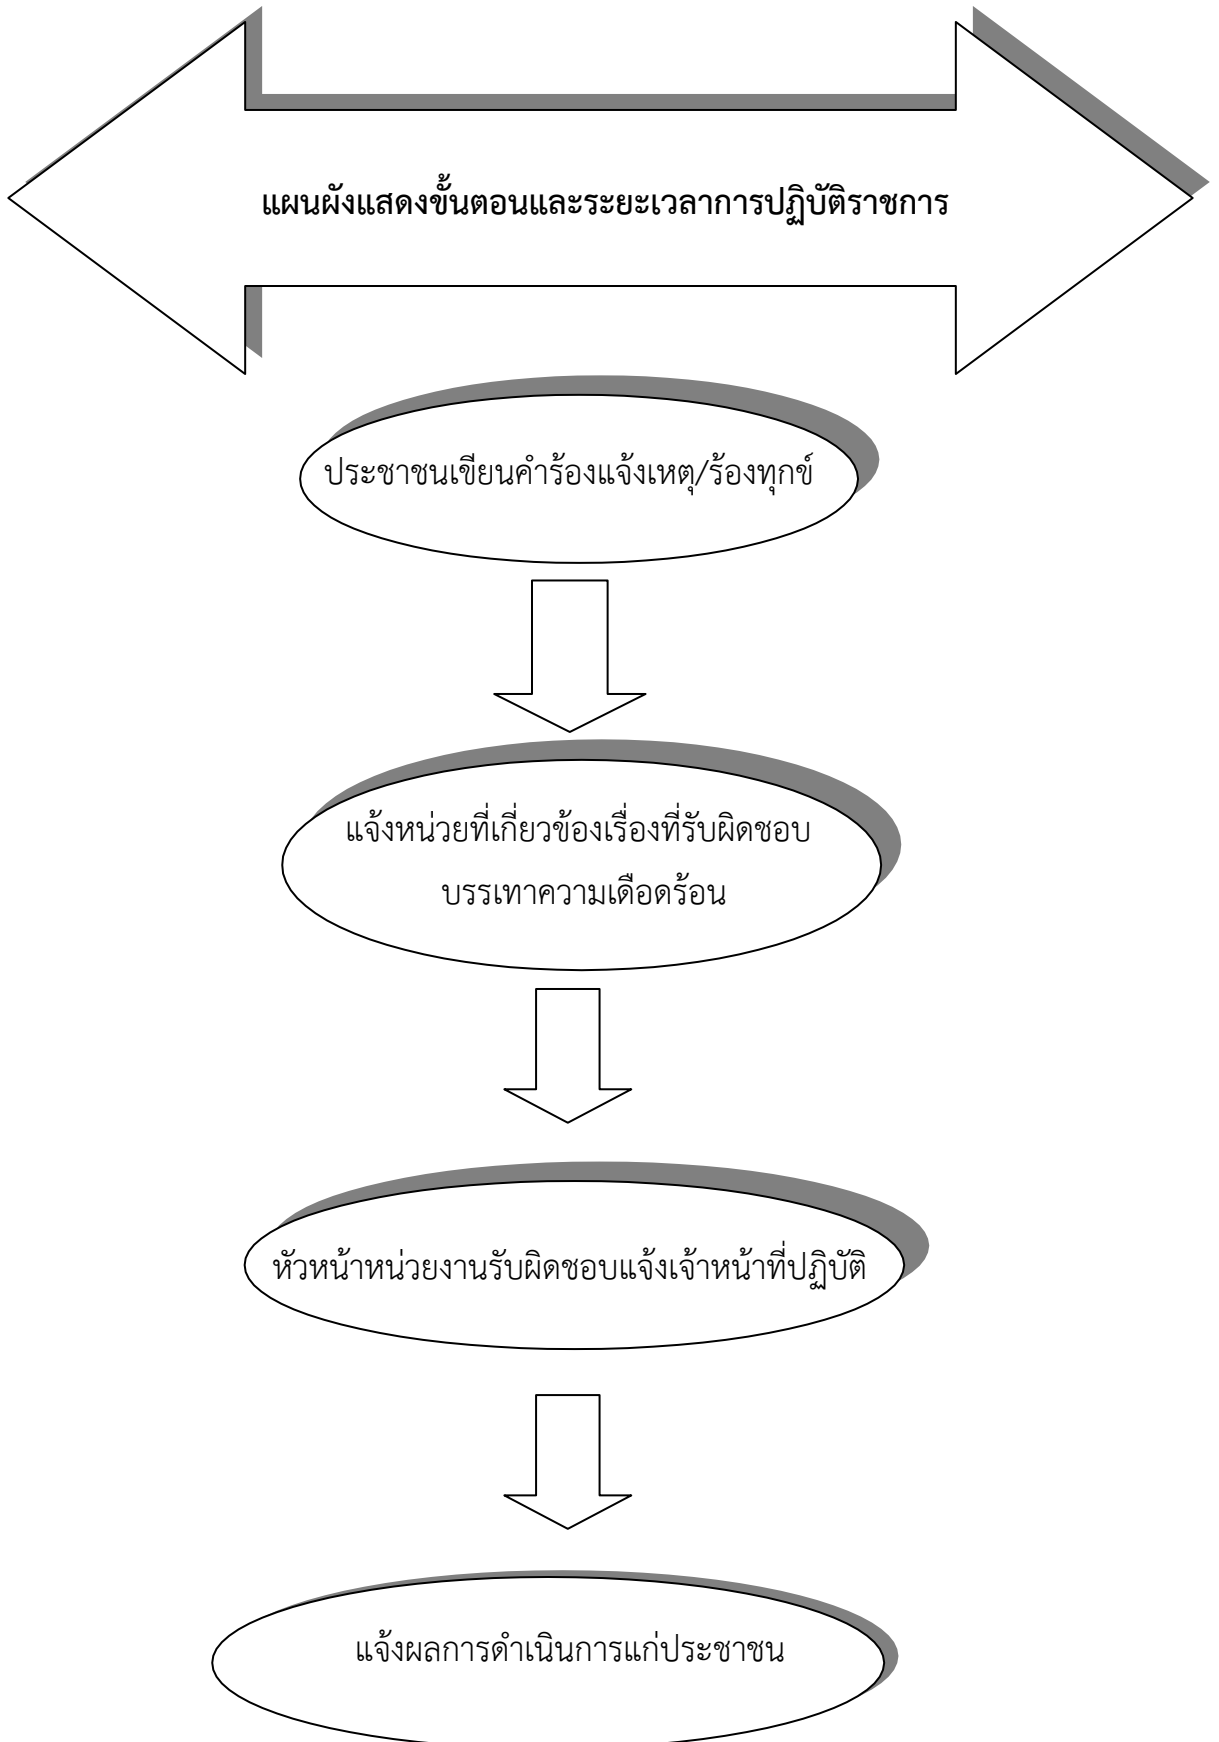 แผนผังแสดงขั้นตอนและระยะเวลาการปฏิบัติราชการ
ประชาชนเขียนคำร้องแจ้งเหตุ/ร้องทุกข์
แจ้งหน่วยที่เกี่ยวข้องเรื่องที่รับผิดชอบ
บรรเทาความเดือดร้อน
หัวหน้าหน่วยงานรับผิดชอบแจ้งเจ้าหน้าที่ปฏิบัติ
แจ้งผลการดำเนินการแก่ประชาชน